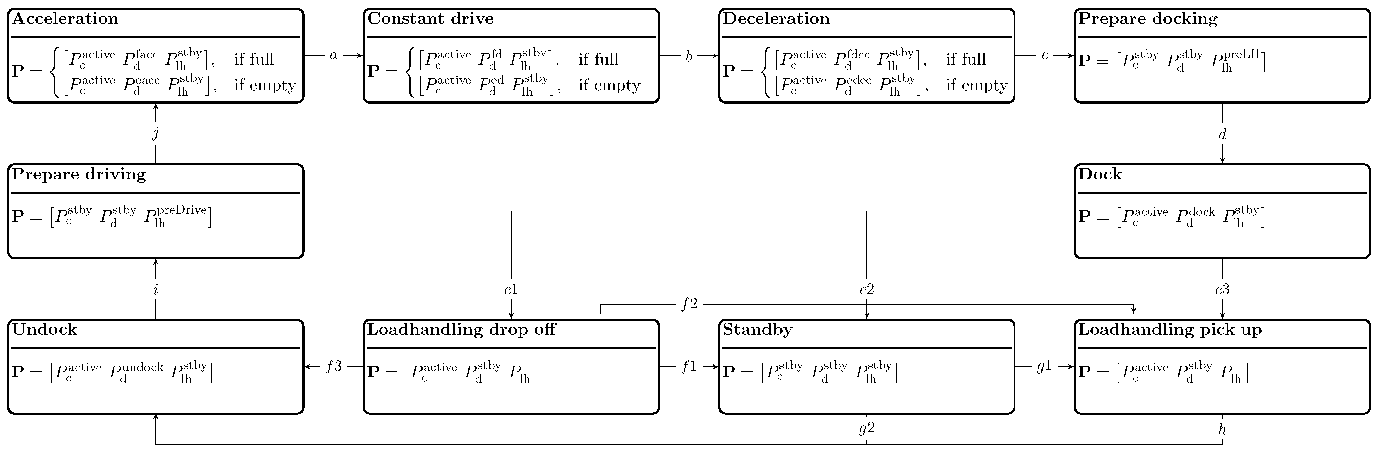 Acceleration
P = { [P_c^active P_d^facc P_lh^stby], if full
[P_c^active P_d^eacc P_lh^stby], if empty
a
Constant drive
P = { [P_c^active P_d^fd P_lh^stby], if full
[P_c^active P_d^ed P_lh^stby], if empty
b
Deceleration
P = { [P_c^active P_d^fdec P_lh^stby], if full
[P_c^active P_d^edec P_lh^stby], if empty
c
Prepare docking
P = [P_c^stby P_d^stby P_lh^preLH]
j
d
Prepare driving
P = [P_c^stby P_d^stby P_lh^preDrive]
Dock
P = [P_c^active P_d^dock P_lh^stby]
i
e1
e2
e3
f2
Undock
P = [P_c^active P_d^undock P_lh^stby]
f3
Loadhandling drop off
P = [P_c^active P_d^stby P_lh]
f1
Standby
P = [P_c^stby P_d^stby P_lh^stby]
g1
Loadhandling pick up
P = [P_c^active P_d^stby P_lh]
g2
h